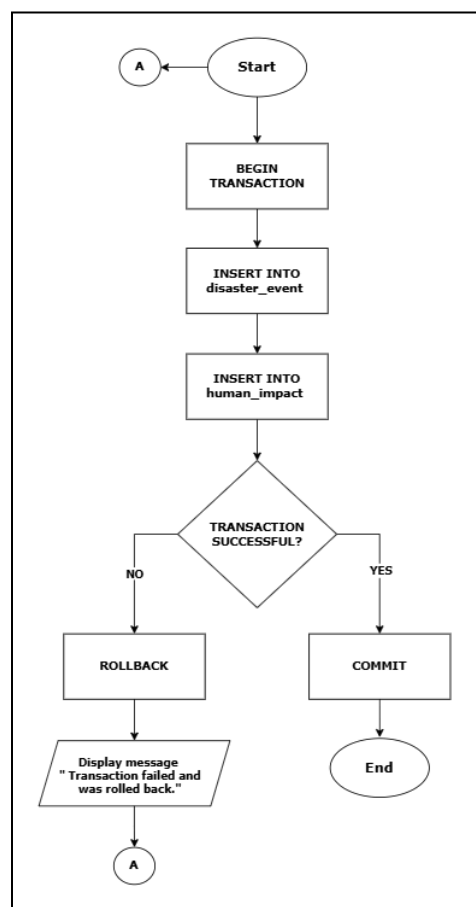 A
Start
BEGIN
TRANSACTION
INSERT INTO
disaster_event
INSERT INTO
human_impact
TRANSACTION
SUCCESSFUL?
NO
YES
ROLLBACK
COMMIT
Display message
" Transaction failed and
was rolled back."
End
A